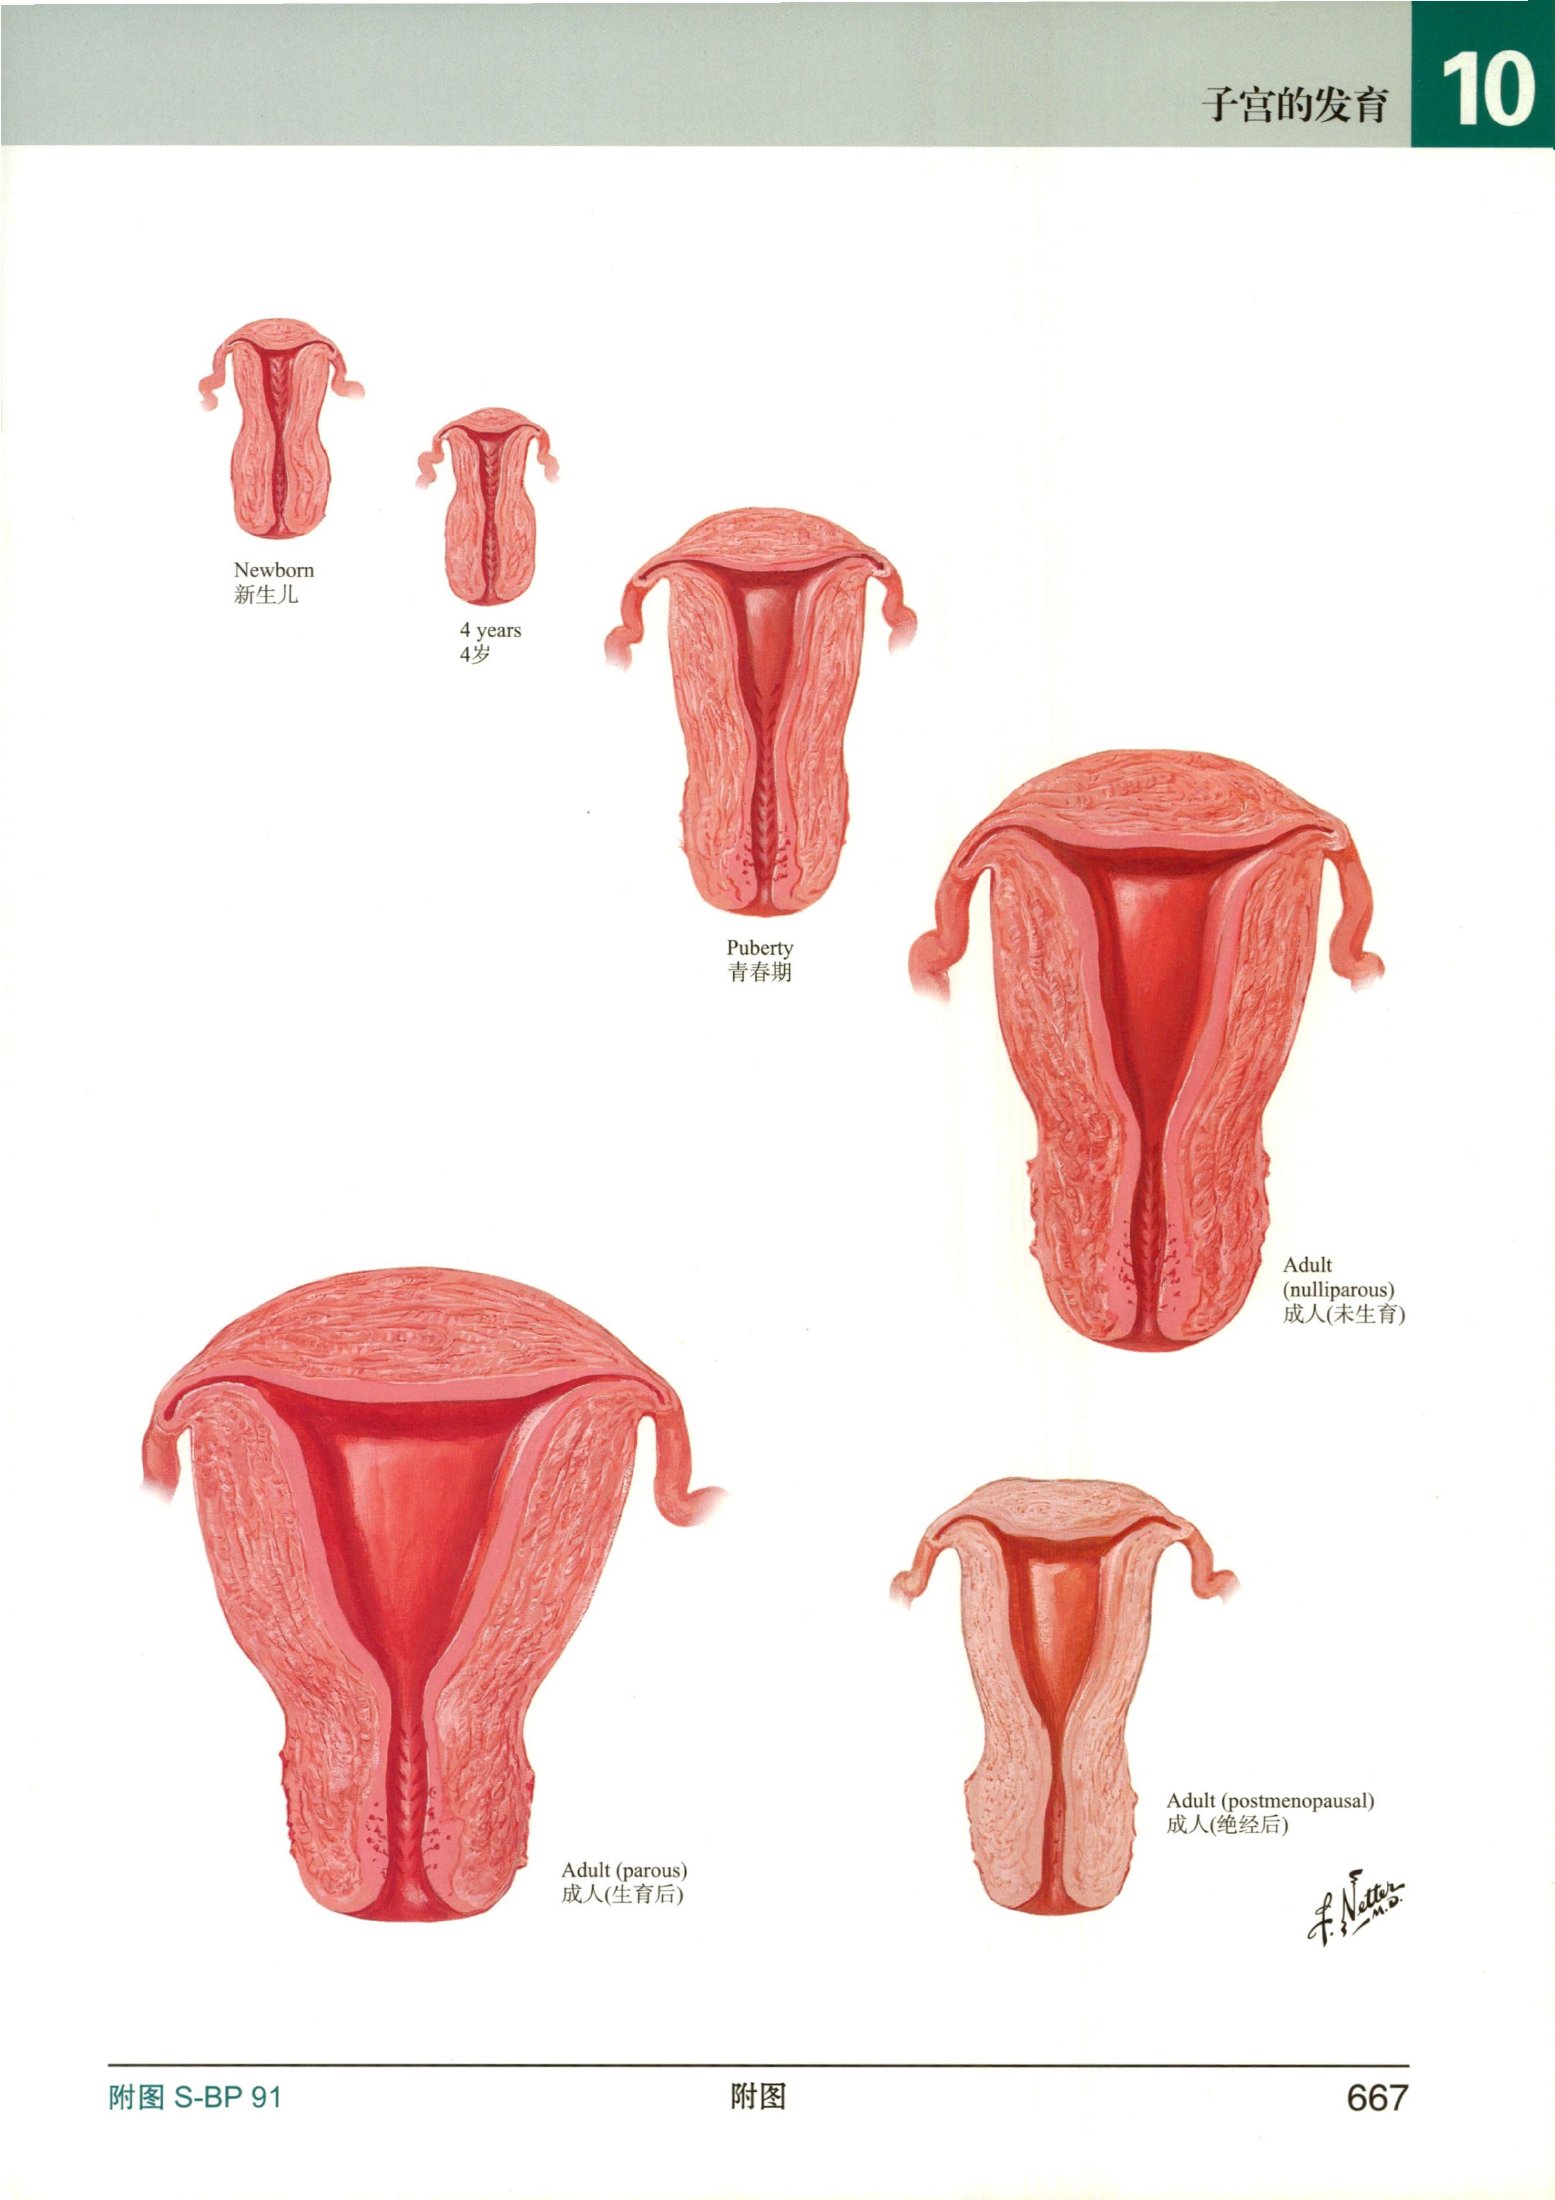 子宫的发育
10
Newborn
新生儿
4 years
4岁
Puberty
青春期
Adult
(nulliparous)
成人(未生育)
Adult (parous)
成人(生育后)
Adult (postmenopausal)
成人(绝经后)
F. Netter
M.D.
附图 S-BP 91
附图
667